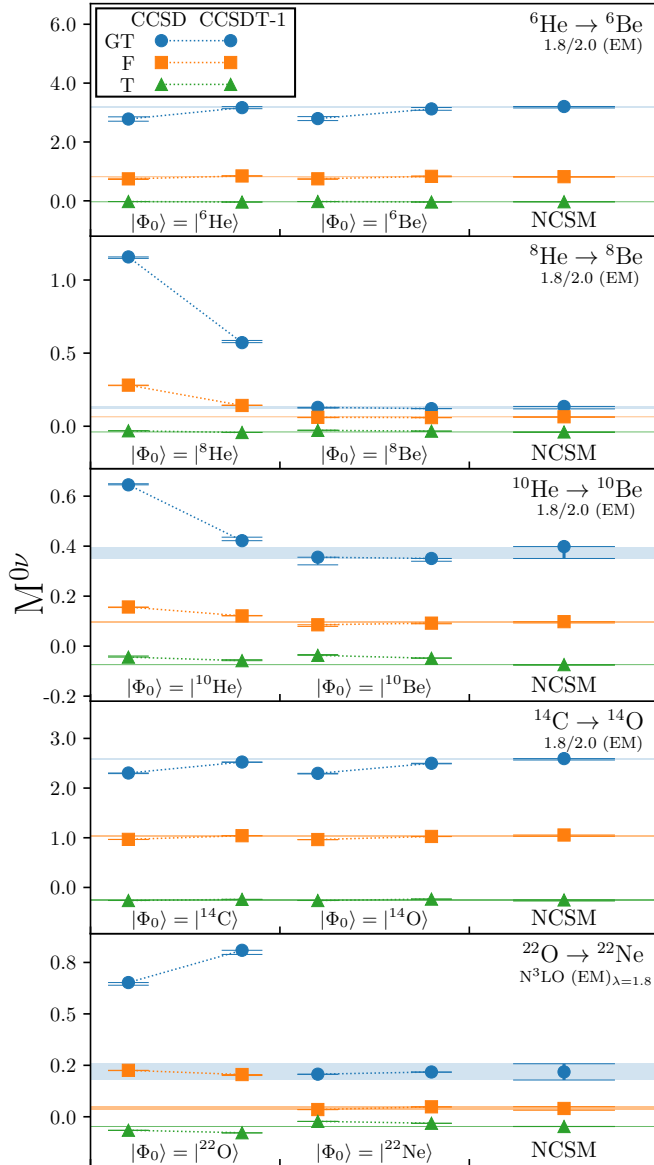 CCSD CCSDT-1
GT
F
T
⁶He → ⁶Be
1.8/2.0 (EM)
6.0
4.0
2.0
0.0
|Φ₀⟩ = |⁶He⟩ |Φ₀⟩ = |⁶Be⟩ NCSM
⁸He → ⁸Be
1.8/2.0 (EM)
1.0
0.5
0.0
|Φ₀⟩ = |⁸He⟩ |Φ₀⟩ = |⁸Be⟩ NCSM
¹⁰He → ¹⁰Be
1.8/2.0 (EM)
0.6
0.4
0.2
0.0
-0.2
M⁰ᵛ
|Φ₀⟩ = |¹⁰He⟩ |Φ₀⟩ = |¹⁰Be⟩ NCSM
¹⁴C → ¹⁴O
1.8/2.0 (EM)
3.0
2.0
1.0
0.0
|Φ₀⟩ = |¹⁴C⟩ |Φ₀⟩ = |¹⁴O⟩ NCSM
²²O → ²²Ne
N³LO (EM)λ=1.8
0.8
0.5
0.2
0.0
|Φ₀⟩ = |²²O⟩ |Φ₀⟩ = |²²Ne⟩ NCSM